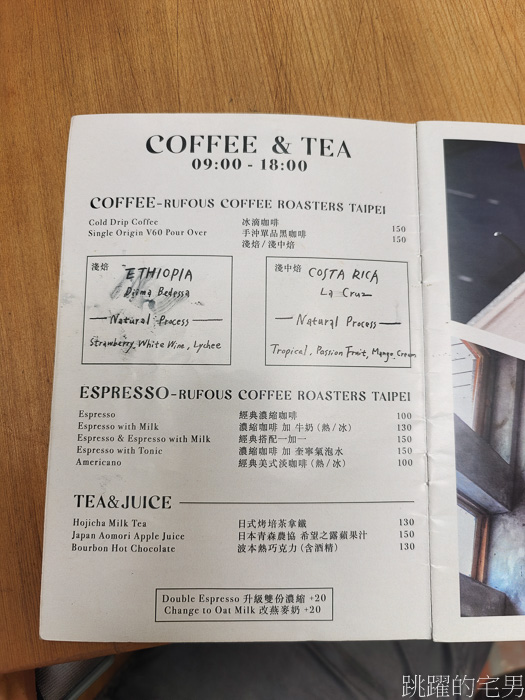 COFFEE & TEA
09:00 - 18:00
COFFEE-RUFOUS COFFEE ROASTERS TAIPEI
Cold Drip Coffee 冰滴咖啡 150
Single Origin V60 Pour Over 手沖單品黑咖啡 150
淺焙/淺中焙
淺焙 ETHIOPIA
Djima Bedessa
Natural Process
Strawberry, White Wine, Lychee
淺中焙 COSTA RICA
La Cruz
Natural Process
Tropical, Passion Fruit, Mango, Cream
ESPRESSO-RUFOUS COFFEE ROASTERS TAIPEI
Espresso 經典濃縮咖啡 100
Espresso with Milk 濃縮咖啡 加 牛奶(熱/冰) 130
Espresso & Espresso with Milk 經典搭配一加一 150
Espresso with Tonic 濃縮咖啡 加 奎寧氣泡水 150
Americano 經典美式淡咖啡(熱/冰) 100
TEA&JUICE
Hojicha Milk Tea 日式烤焙茶拿鐵 130
Japan Aomori Apple Juice 日本青森農協 希望之露蘋果汁 150
Bourbon Hot Chocolate 波本熱巧克力(含酒精) 130
Double Espresso 升級雙份濃縮 +20
Change to Oat Milk 改燕麥奶 +20
跳躍的宅男